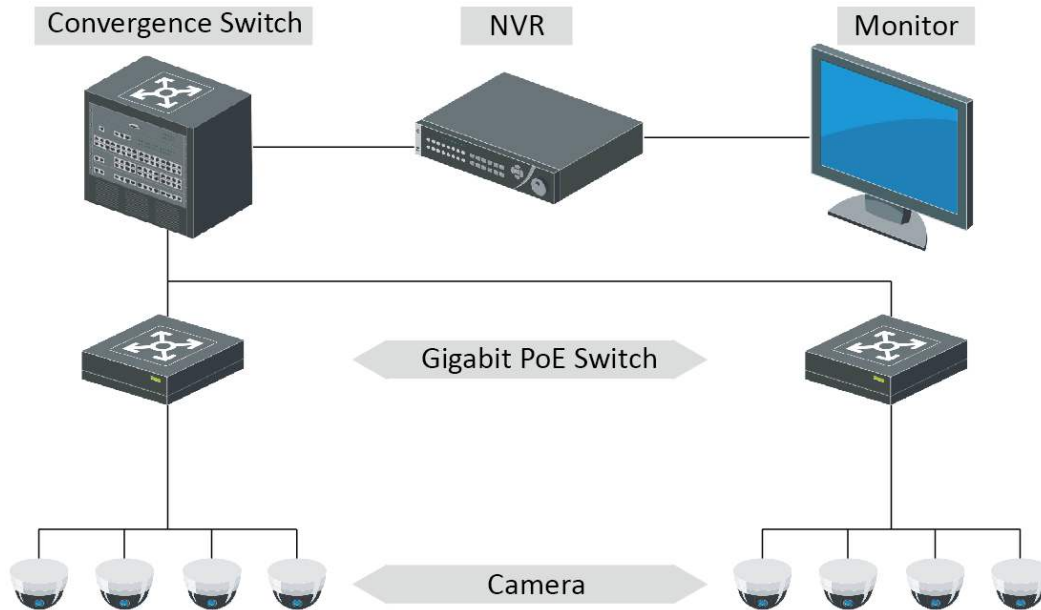 Convergence Switch
NVR
Monitor
Gigabit PoE Switch
Camera